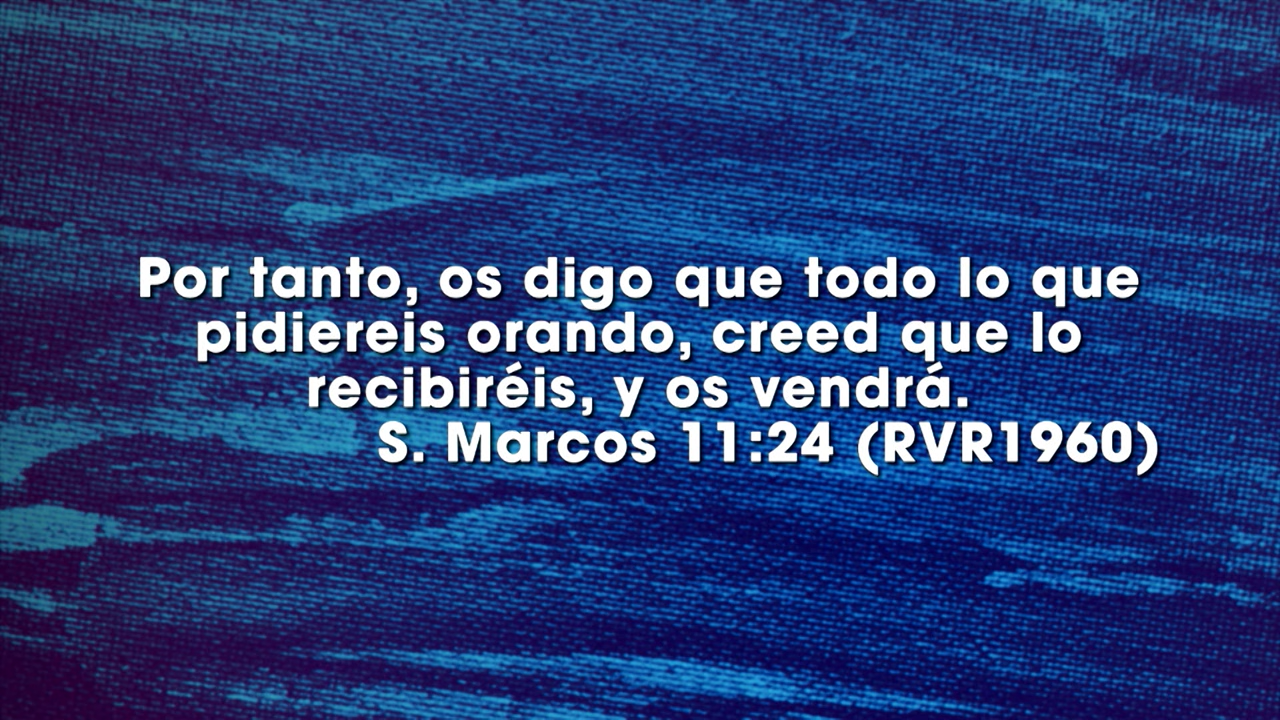 Por tanto, os digo que todo lo que
pidiereis orando, creed que lo
recibiréis, y os vendrá.
S. Marcos 11:24 (RVR1960)